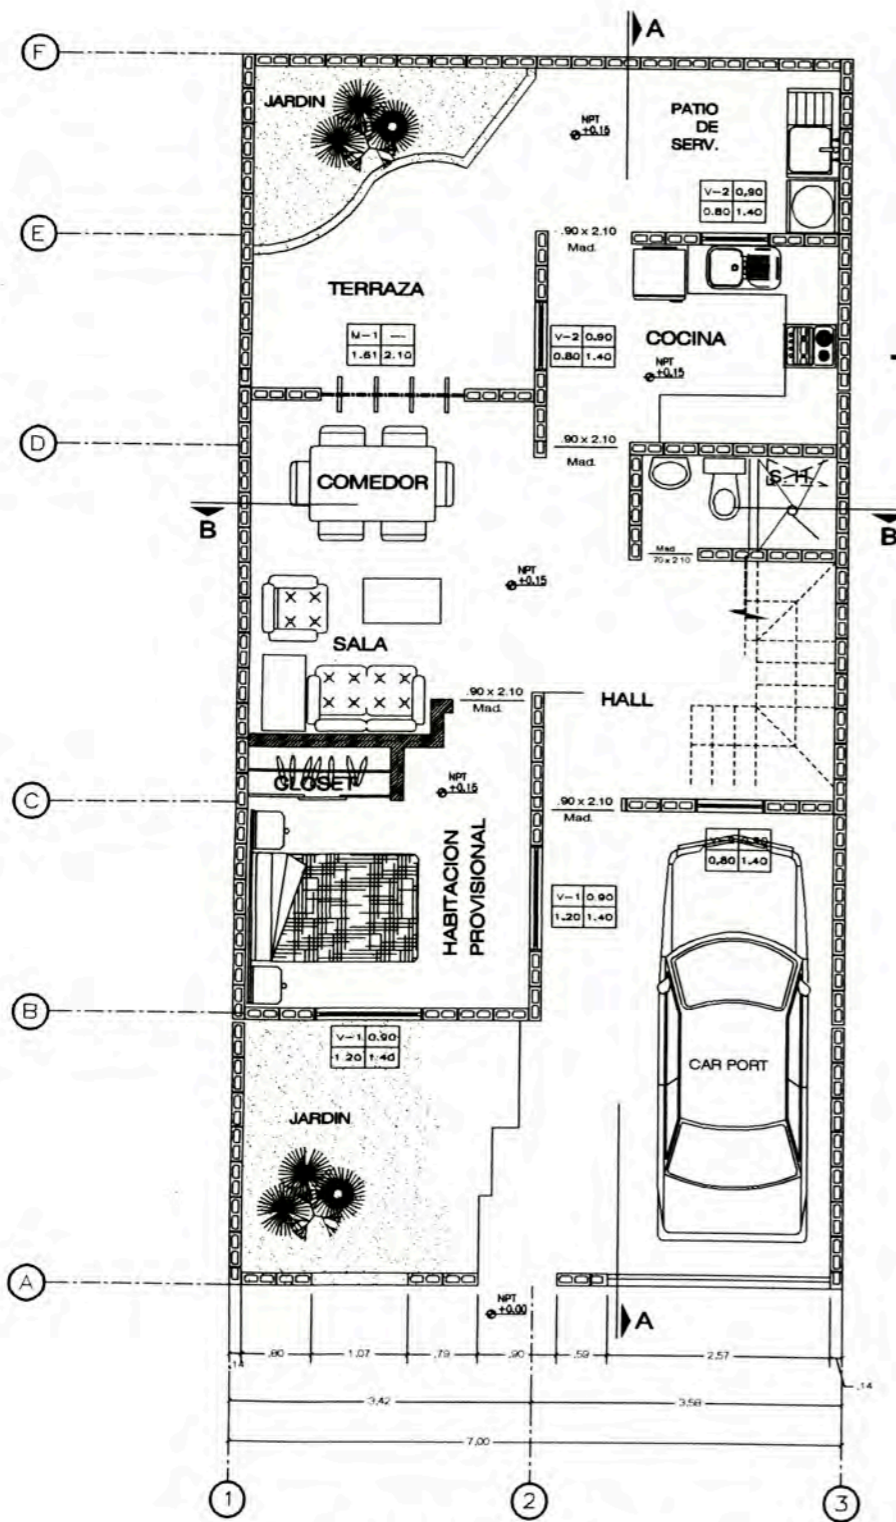 A
F
JARDIN
PATIO
DE
SERV.
NPT
+0.15
V-2 0,90
0.80 1.40
E
.90 x 2.10
Mad.
TERRAZA
M-1 —
1.61 2.10
V-2 0.90
0.80 1.40
COCINA
NPT
+0.15
D
.90 x 2.10
Mad.
COMEDOR
S. H.
B
B
Mad
70 x 2.10
NPT
+0.15
SALA
.90 x 2.10
Mad.
HALL
CLOSET
NPT
+0.15
C
.90 x 2.10
Mad.
HABITACION
PROVISIONAL
0,80 1.40
V-1 0.90
1.20 1.40
B
V-1 0.90
1.20 1.40
CAR PORT
JARDIN
A
NPT
+0.00
A
.14
.80
1.07
.79
.90
.59
2.57
.14
3.42
3.58
7.00
1
2
3